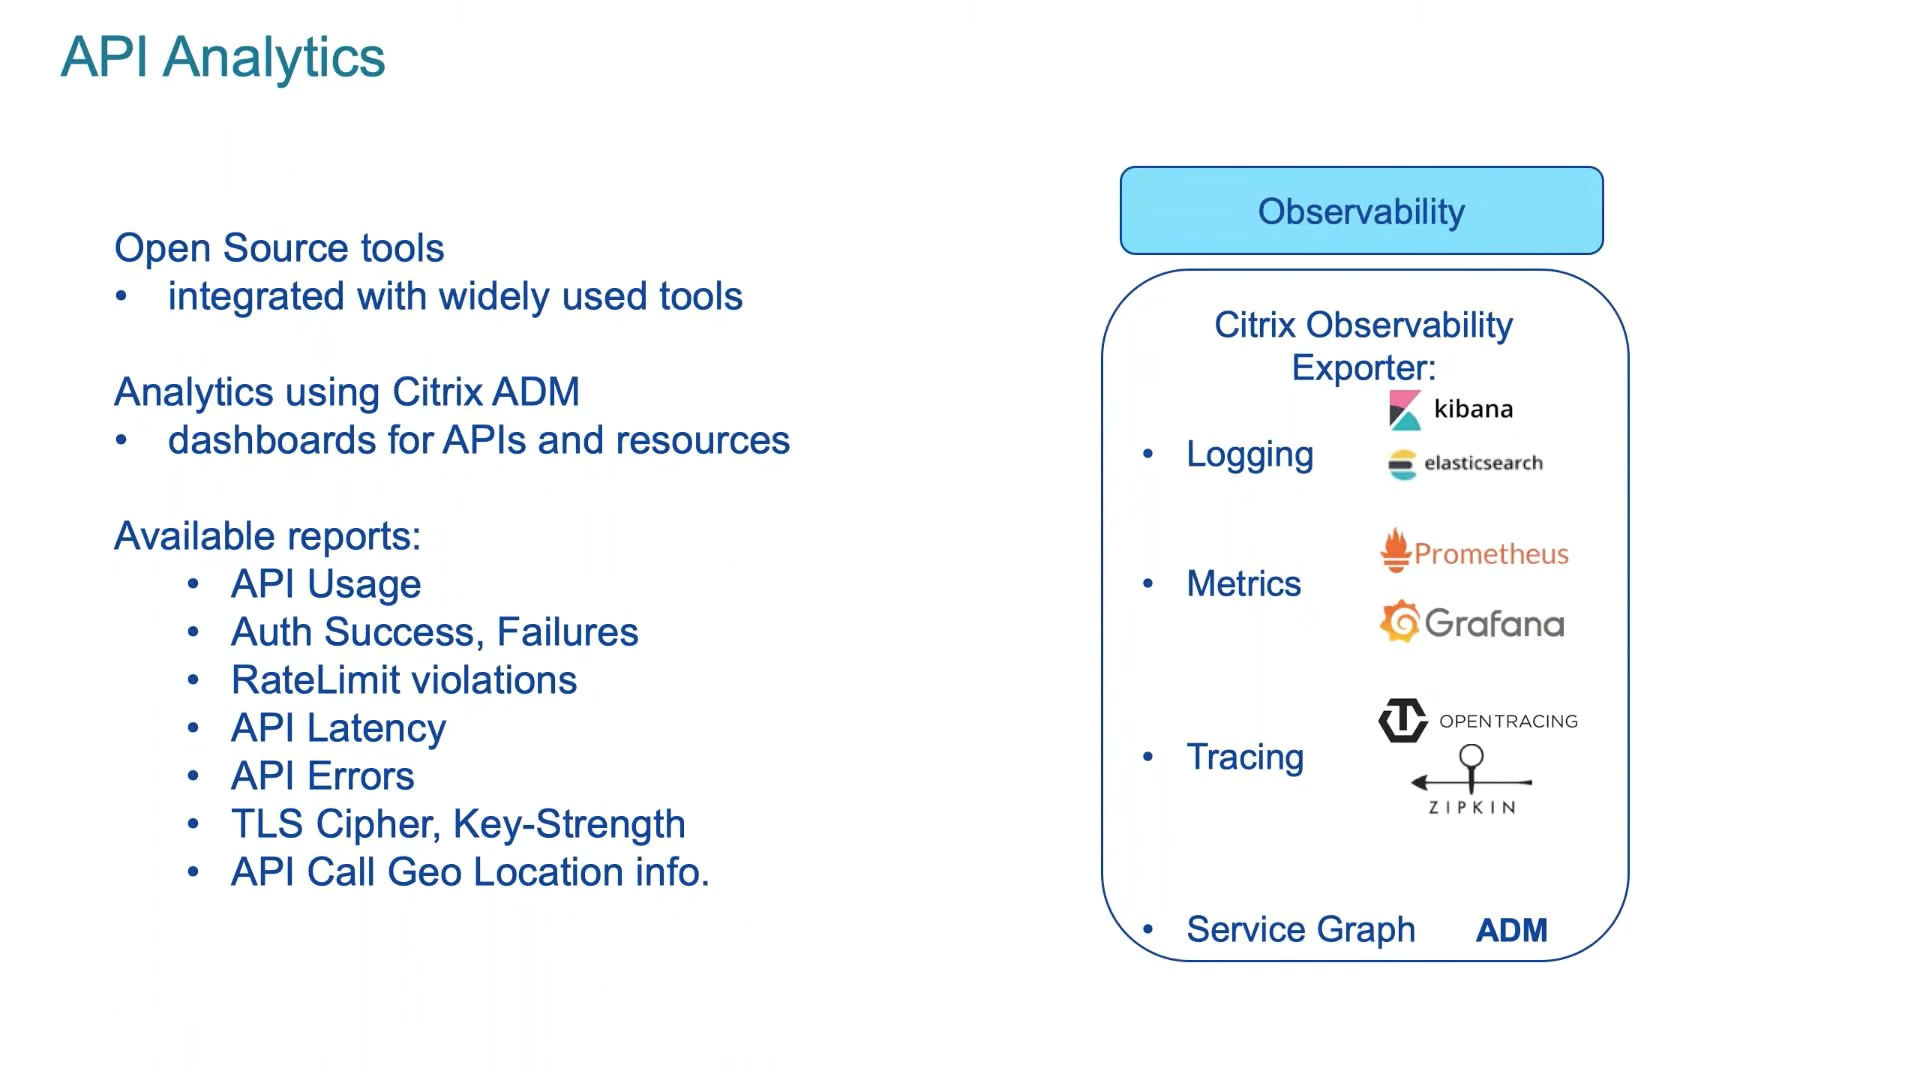 API Analytics
Open Source tools
• integrated with widely used tools
Analytics using Citrix ADM
• dashboards for APIs and resources
Available reports:
• API Usage
• Auth Success, Failures
• RateLimit violations
• API Latency
• API Errors
• TLS Cipher, Key-Strength
• API Call Geo Location info.
Observability
Citrix Observability
Exporter:
kibana
• Logging
elasticsearch
Prometheus
• Metrics
Grafana
OPENTRACING
• Tracing
ZIPKIN
• Service Graph ADM